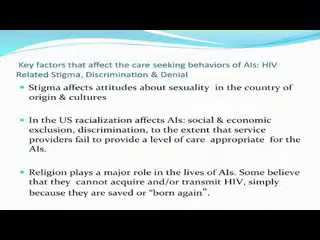 Key factors that affect the care seeking behaviors of AIs: HIV
Related Stigma, Discrimination & Denial
Stigma affects attitudes about sexuality in the country of
origin & cultures
In the US racialization affects AIs: social & economic
exclusion, discrimination, to the extent that service
providers fail to provide a level of care appropriate for the
AIs.
Religion plays a major role in the lives of AIs. Some believe
that they cannot acquire and/or transmit HIV, simply
because they are saved or “born again”.